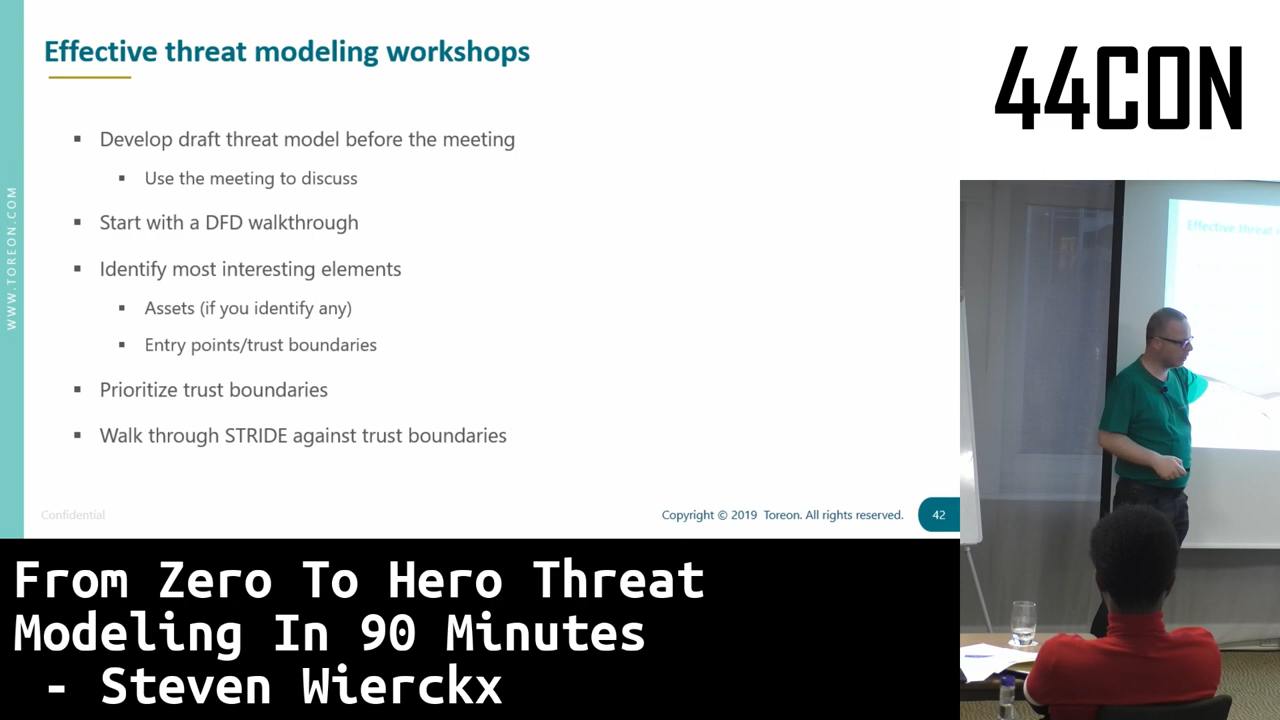 Effective threat modeling workshops
Develop draft threat model before the meeting
Use the meeting to discuss
Start with a DFD walkthrough
Identify most interesting elements
Assets (if you identify any)
Entry points/trust boundaries
Prioritize trust boundaries
Walk through STRIDE against trust boundaries
WWW.TOREON.COM
Confidential
Copyright © 2019 Toreon. All rights reserved.
42
44CON
Effective threat
From Zero To Hero Threat
Modeling In 90 Minutes
- Steven Wierckx